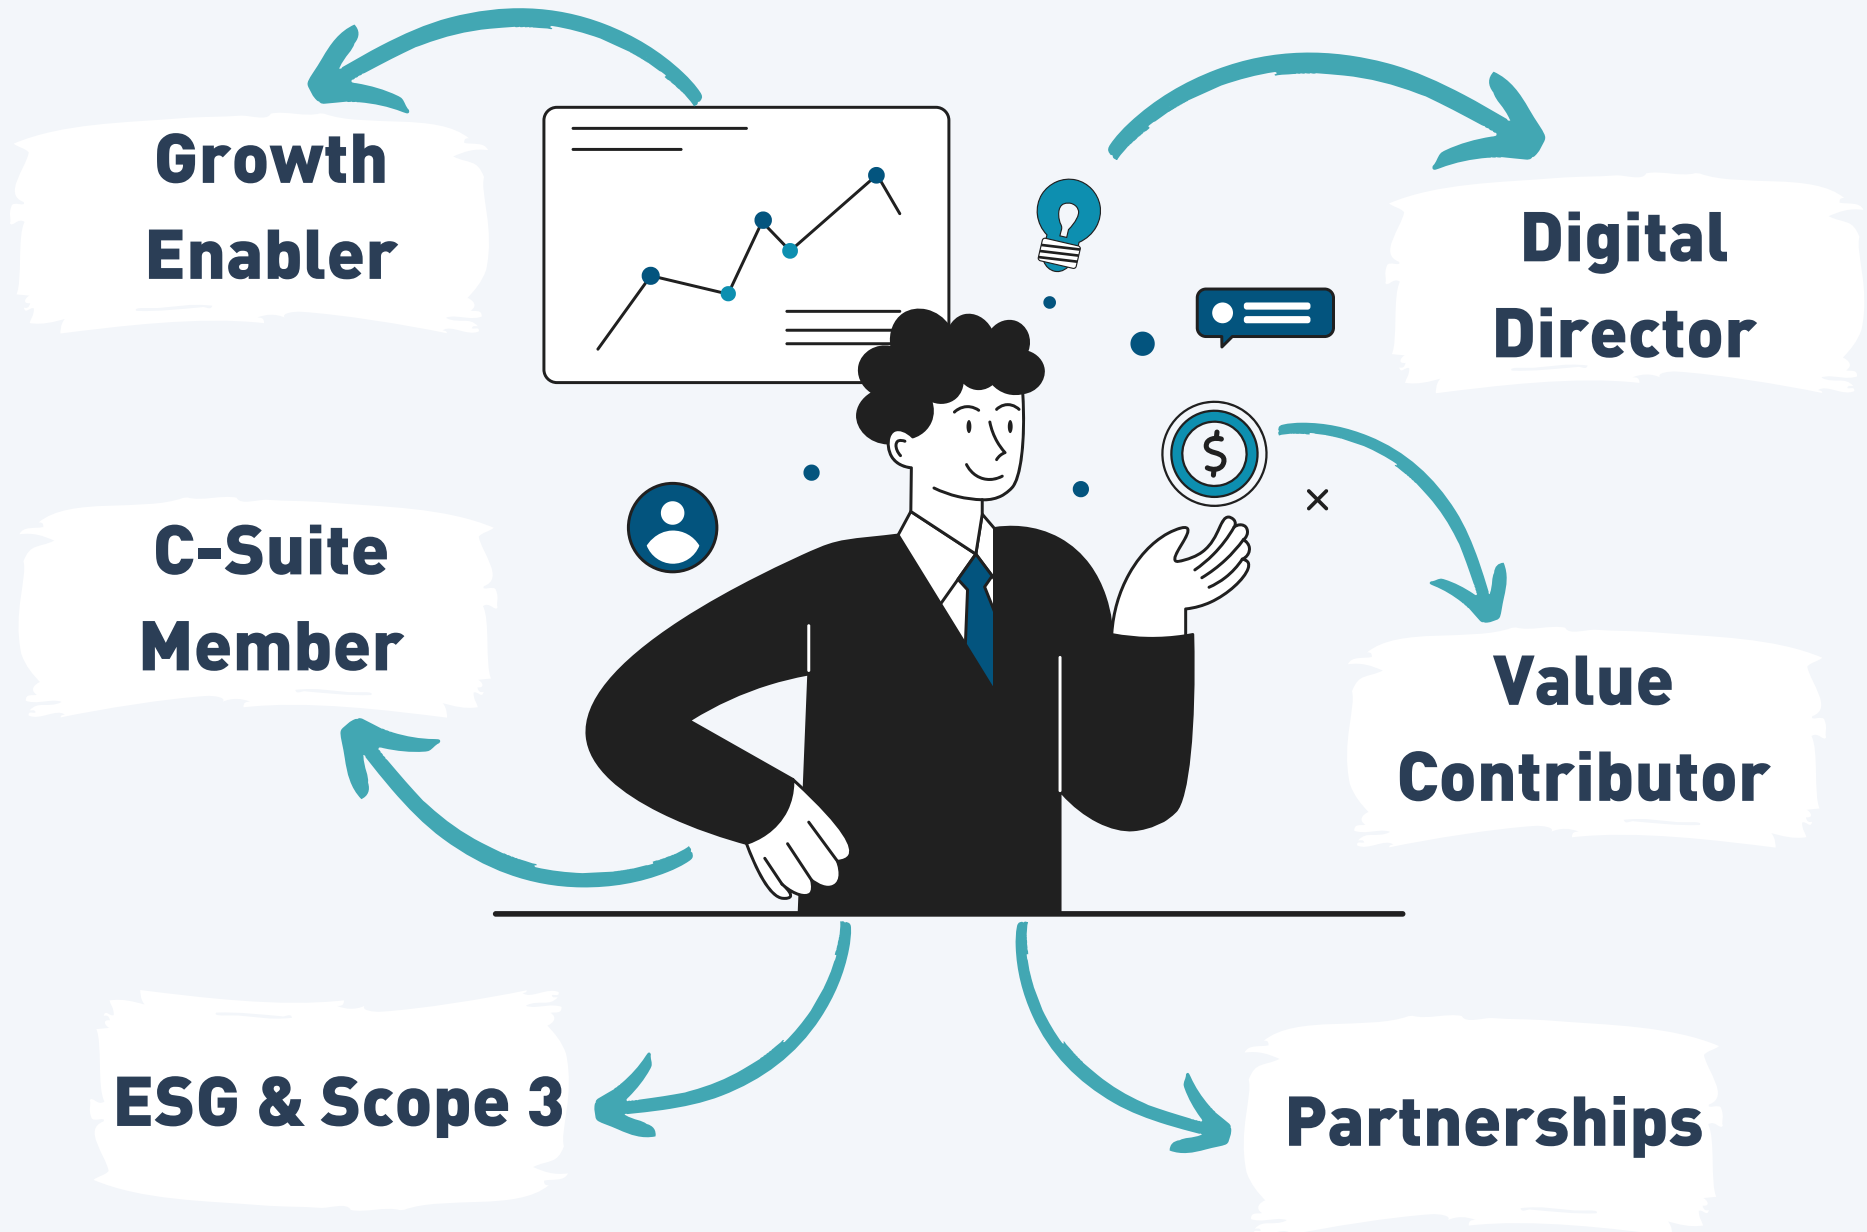 Growth
Enabler
Digital
Director
$
C-Suite
Member
Value
Contributor
ESG & Scope 3
Partnerships